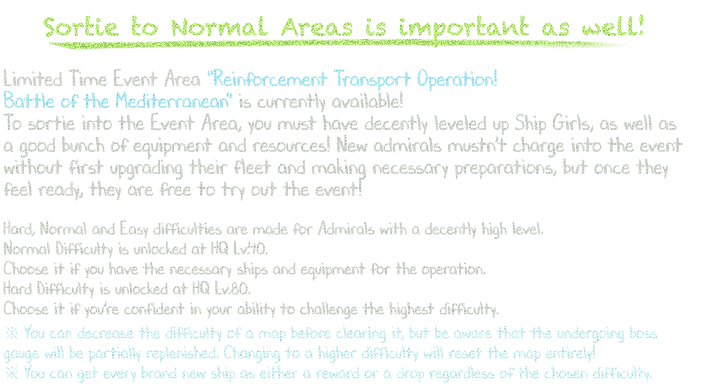 Sortie to Normal Areas is important as well!
Limited Time Event Area "Reinforcement Transport Operation!
Battle of the Mediterranean" is currently available!
To sortie into the Event Area, you must have decently leveled up Ship Girls, as well as
a good bunch of equipment and resources! New admirals mustn't charge into the event
without first upgrading their fleet and making necessary preparations, but once they
feel ready, they are free to try out the event!
Hard, Normal and Easy difficulties are made for Admirals with a decently high level.
Normal Difficulty is unlocked at HQ Lv.40.
Choose it if you have the necessary ships and equipment for the operation.
Hard Difficulty is unlocked at HQ Lv.80.
Choose it if you're confident in your ability to challenge the highest difficulty.
※ You can decrease the difficulty of a map before clearing it, but be aware that the undergoing boss
gauge will be partially replenished. Changing to a higher difficulty will reset the map entirely!
※ You can get every brand new ship as either a reward or a drop regardless of the chosen difficulty.